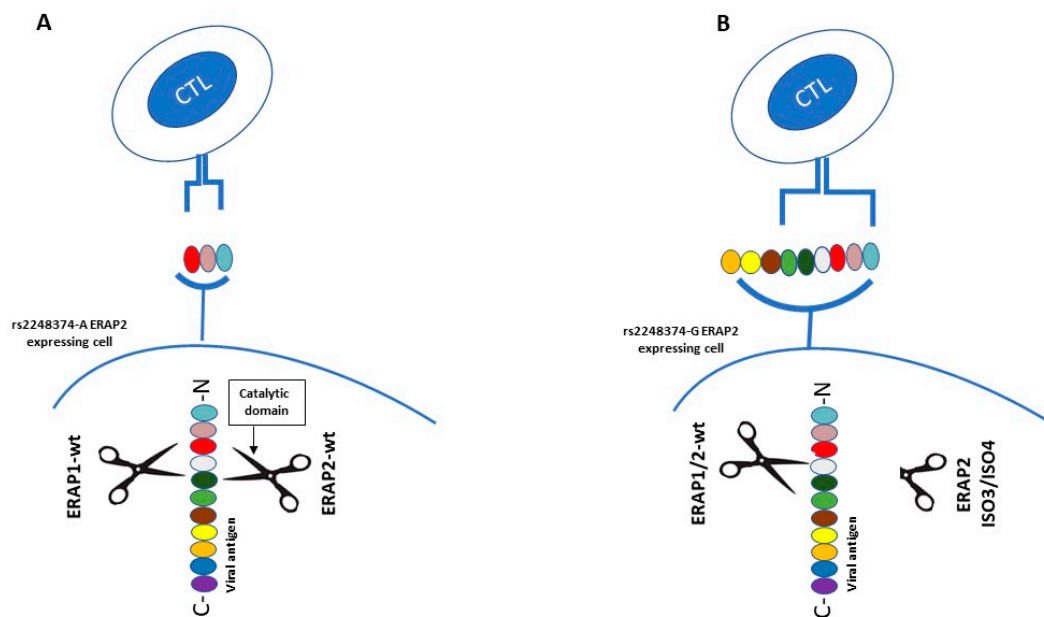 A
CTL
rs2248374-A ERAP2
expressing cell
-N
Catalytic
domain
ERAP1-wt
ERAP2-wt
Viral antigen
C-
B
CTL
rs2248374-G ERAP2
expressing cell
-N
ERAP1/2-wt
ERAP2
ISO3/ISO4
Viral antigen
C-